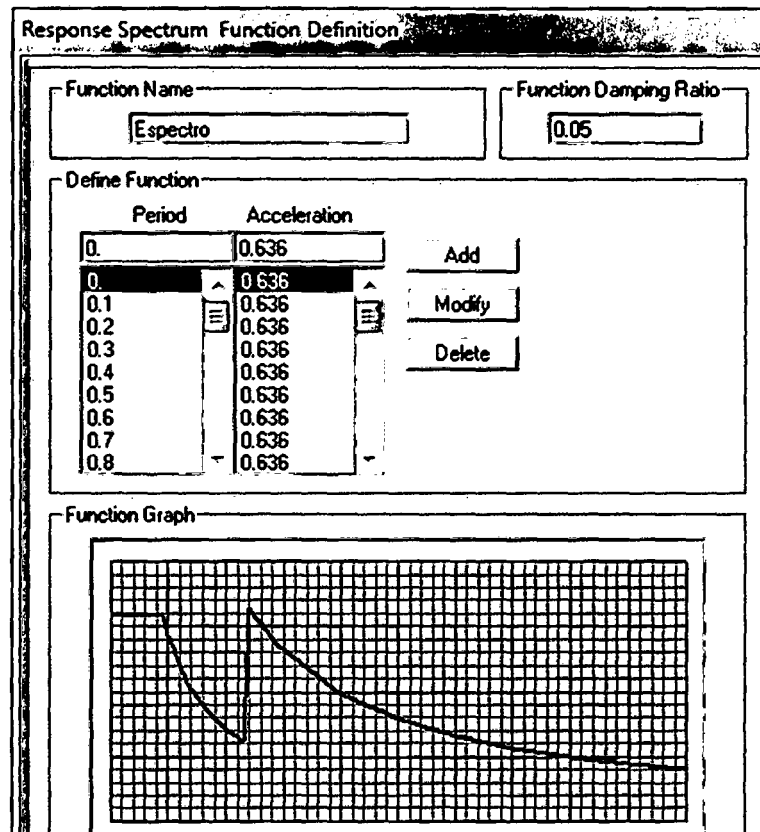 Response Spectrum Function Definition
Function Name
Function Damping Ratio
Espectro
0.05
Define Function
Period Acceleration
0. 0.636
Add
0. 0.636
0.1 0.636
Modify
0.2 0.636
0.3 0.636
Delete
0.4 0.636
0.5 0.636
0.6 0.636
0.7 0.636
0.8 0.636
Function Graph